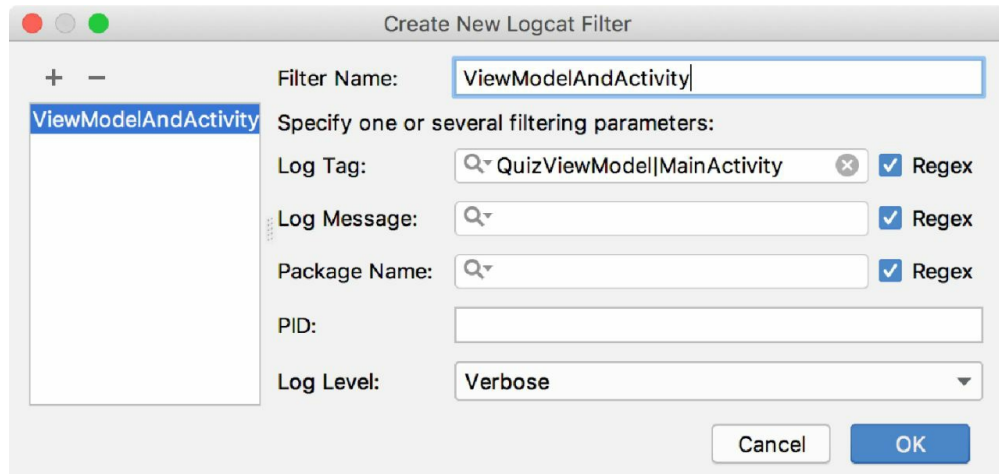 Create New Logcat Filter
+ −
Filter Name: ViewModelAndActivity
ViewModelAndActivity
Specify one or several filtering parameters:
Log Tag: QuizViewModel|MainActivity Regex
Log Message: Regex
Package Name: Regex
PID:
Log Level: Verbose
Cancel OK